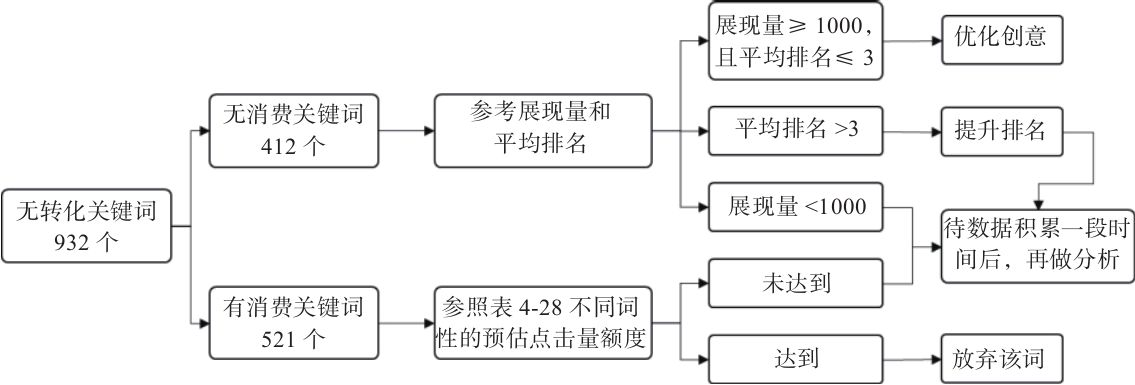 无转化关键词
932 个
无消费关键词
412 个
参考展现量和
平均排名
展现量 ≥ 1000，
且平均排名 ≤ 3
优化创意
平均排名 >3
提升排名
展现量 <1000
待数据积累一段时
间后，再做分析
有消费关键词
521 个
参照表 4-28 不同词
性的预估点击量额度
未达到
达到
放弃该词